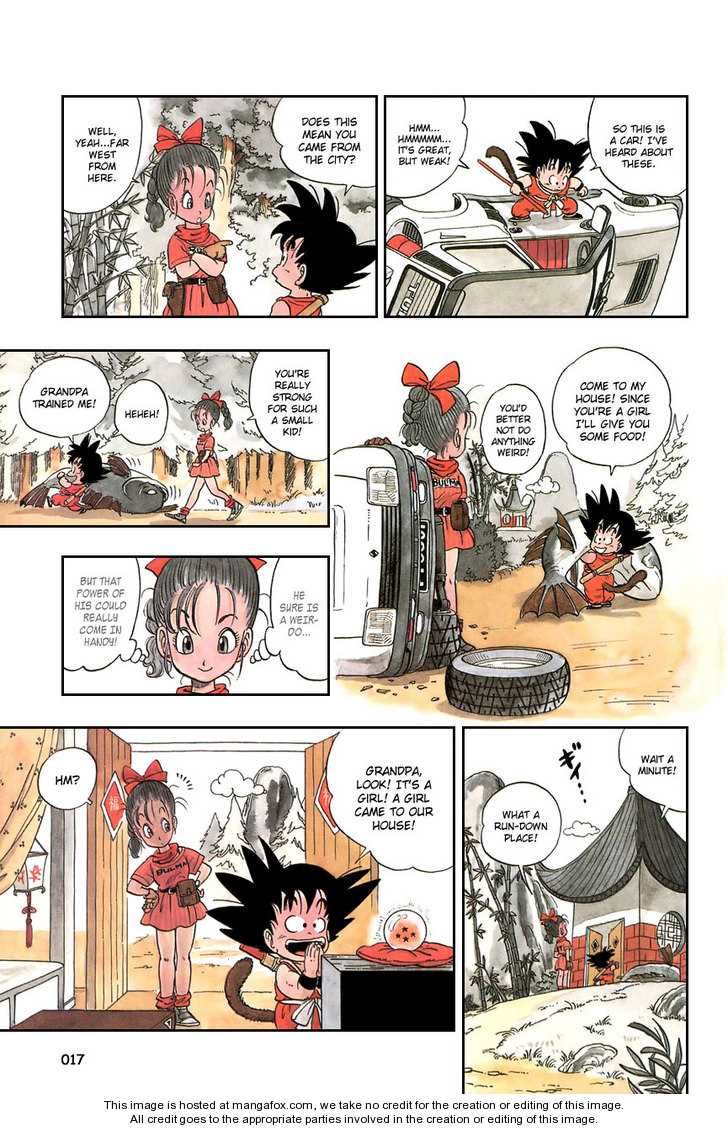 SO THIS IS
A CAR! I'VE
HEARD ABOUT
THESE.
HMM...
HMMMMM...
IT'S GREAT,
BUT WEAK!
DOES THIS
MEAN YOU
CAME FROM
THE CITY?
WELL,
YEAH...FAR
WEST FROM
HERE.
COME TO MY
HOUSE! SINCE
YOU'RE A GIRL
I'LL GIVE YOU
SOME FOOD!
YOU'D
BETTER
NOT DO
ANYTHING
WEIRD!
BULMA
YOU'RE
REALLY
STRONG
FOR SUCH
A SMALL
KID!
HEHEH!
GRANDPA
TRAINED ME!
HE
SURE IS
A WEIR-
DO...
BUT THAT
POWER OF
HIS COULD
REALLY
COME IN
HANDY!
WAIT A
MINUTE!
WHAT A
RUN-DOWN
PLACE!
ギギ
GRANDPA,
LOOK! IT'S
A GIRL! A GIRL
CAME TO OUR
HOUSE!
HM?
福
BULMA
017
This image is hosted at mangafox.com, we take no credit for the creation or editing of this image.
All credit goes to the appropriate parties involved in the creation or editing of this image.